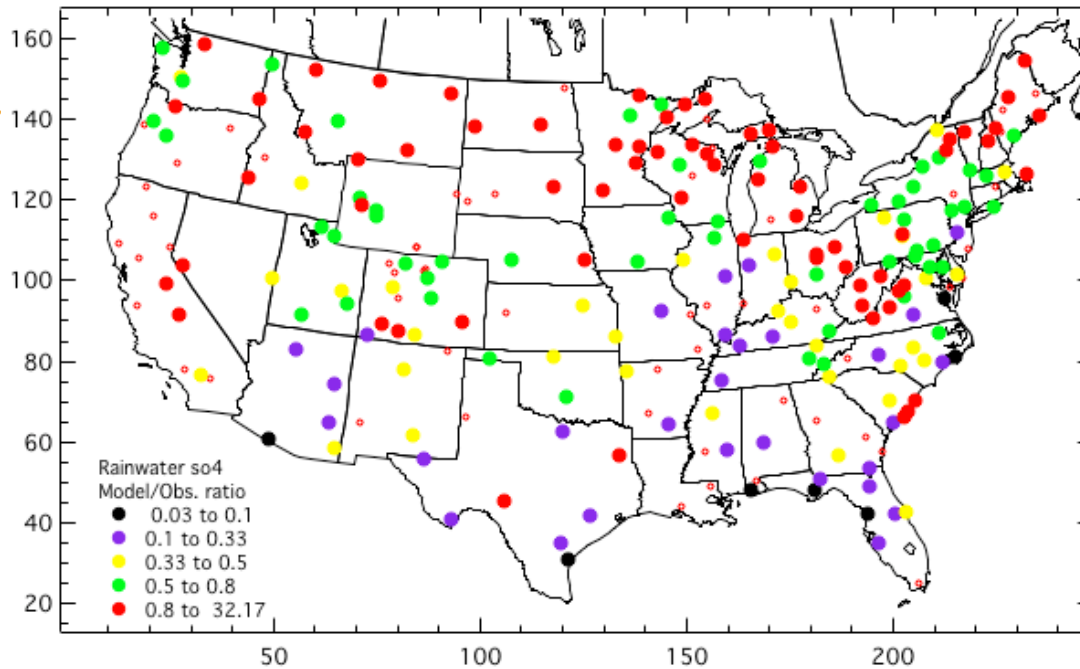 160
140
120
100
80
60
40
20
Rainwater so4
Model/Obs. ratio
0.03 to 0.1
0.1 to 0.33
0.33 to 0.5
0.5 to 0.8
0.8 to 32.17
50 100 150 200